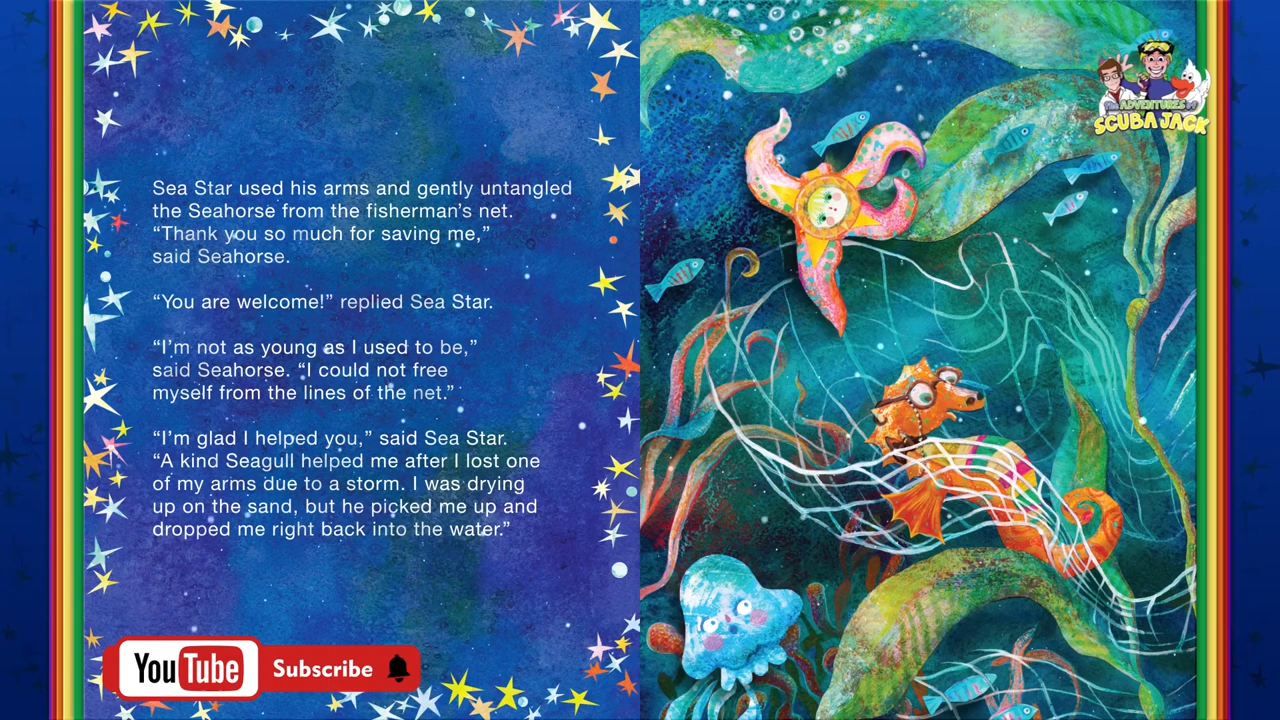 Sea Star used his arms and gently untangled
the Seahorse from the fisherman’s net.
“Thank you so much for saving me,”
said Seahorse.
“You are welcome!” replied Sea Star.
“I’m not as young as I used to be,”
said Seahorse. “I could not free
myself from the lines of the net.”
“I’m glad I helped you,” said Sea Star.
“A kind Seagull helped me after I lost one
of my arms due to a storm. I was drying
up on the sand, but he picked me up and
dropped me right back into the water.”
YouTube Subscribe
The ADVENTURES of
SCUBA JACK